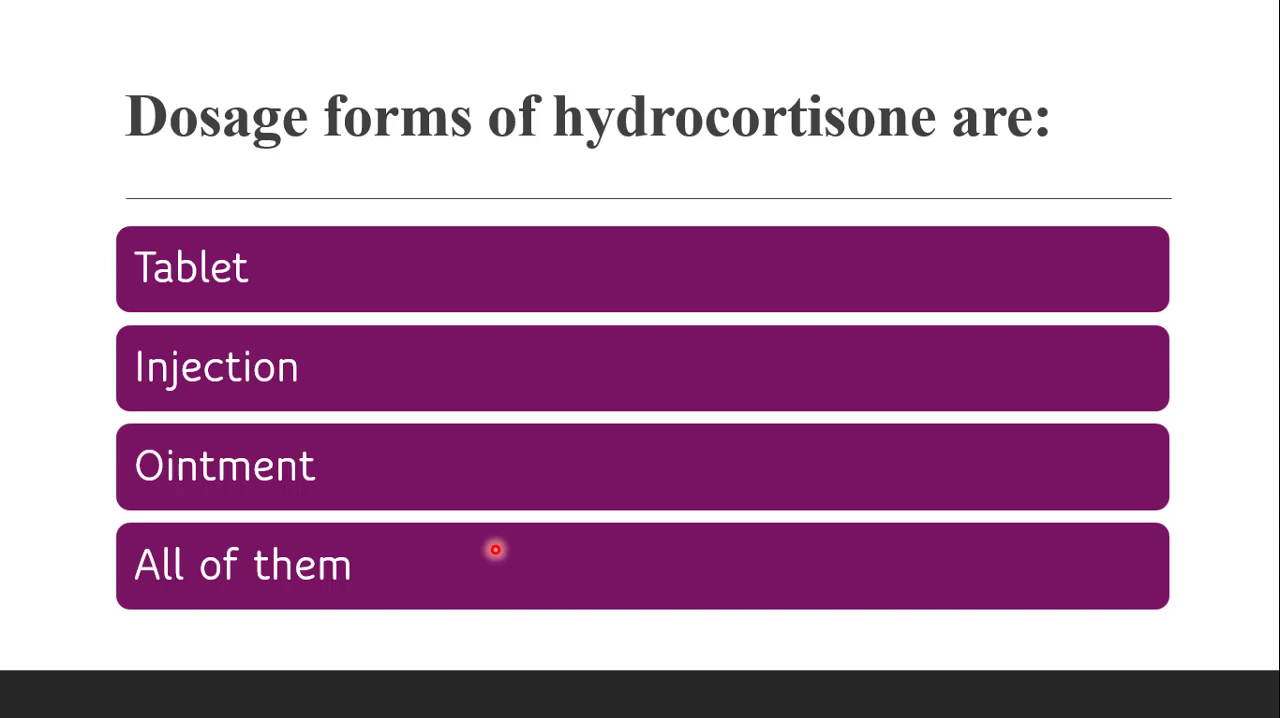 Dosage forms of hydrocortisone are:
Tablet
Injection
Ointment
All of them